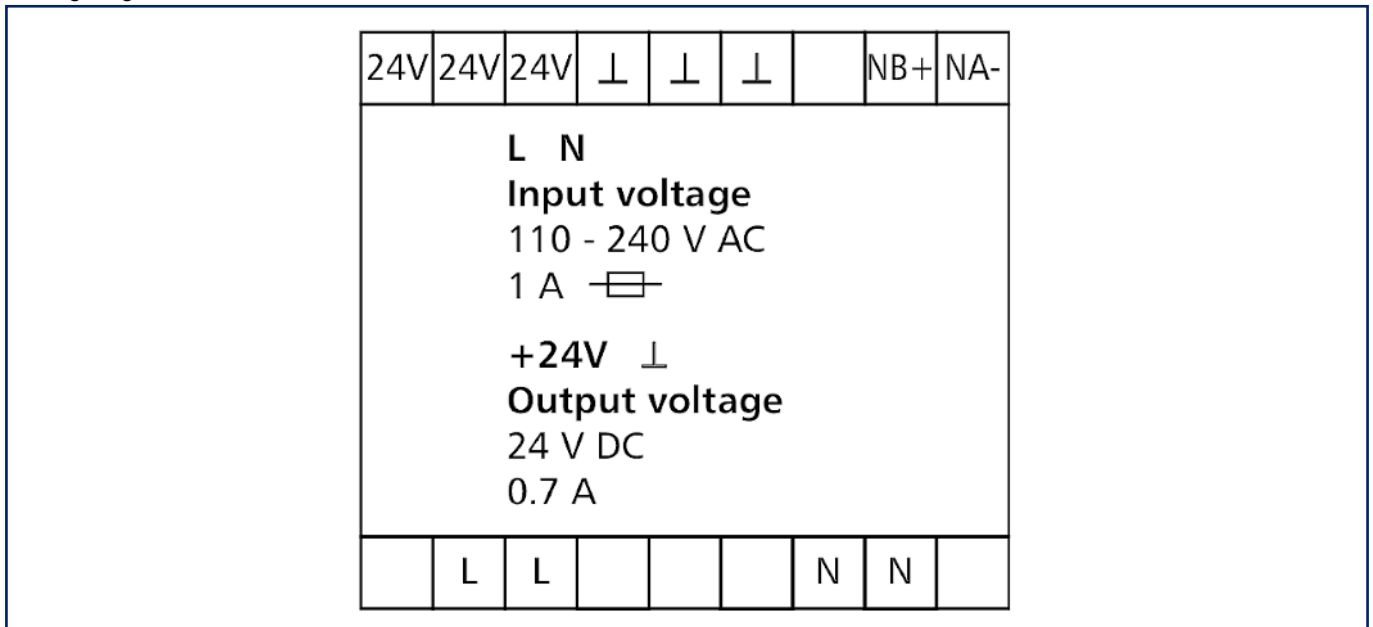 24V 24V 24V ⊥ ⊥ ⊥ NB+ NA-
L N
Input voltage
110 - 240 V AC
1 A
+24V ⊥
Output voltage
24 V DC
0.7 A
L L N N